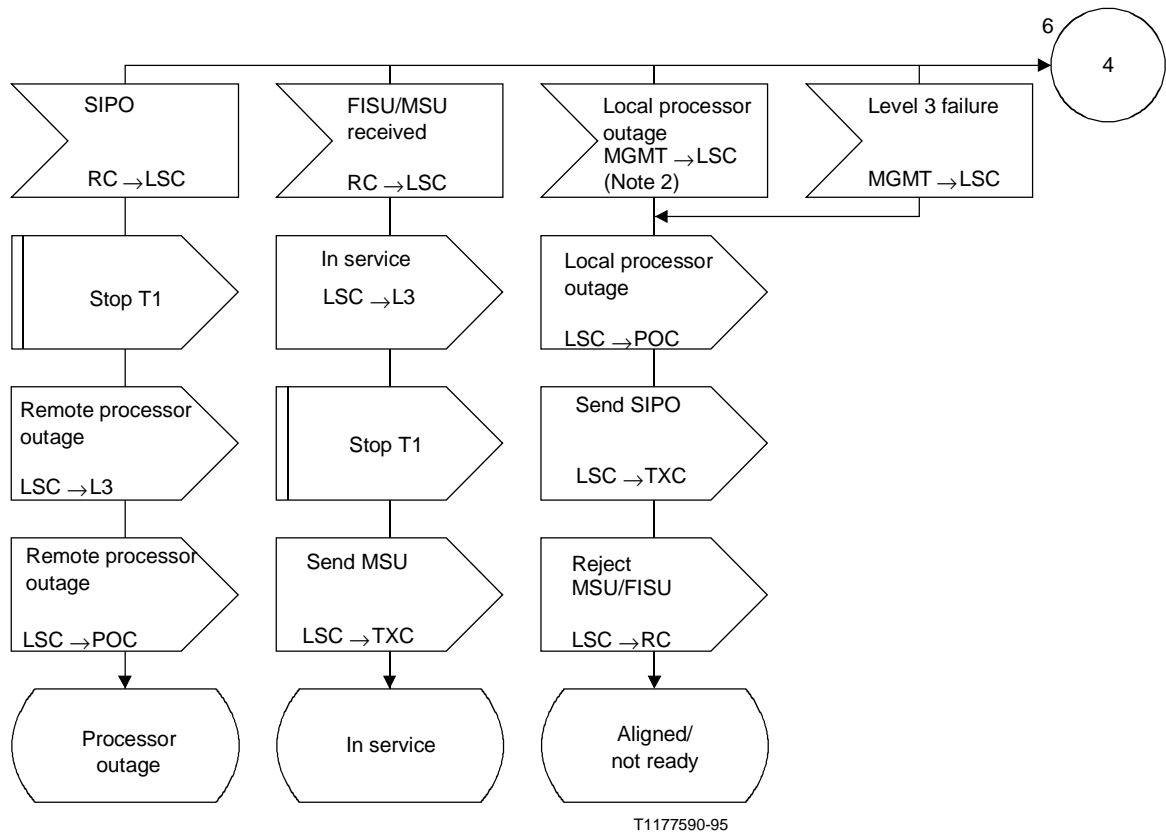 6
4
SIPO
RC → LSC
FISU/MSU
received
RC → LSC
Local processor
outage
MGMT → LSC
(Note 2)
Level 3 failure
MGMT → LSC
Stop T1
In service
LSC → L3
Local processor
outage
LSC → POC
Remote processor
outage
LSC → L3
Stop T1
Send SIPO
LSC → TXC
Remote processor
outage
LSC → POC
Send MSU
LSC → TXC
Reject
MSU/FISU
LSC → RC
Processor
outage
In service
Aligned/
not ready
T1177590-95